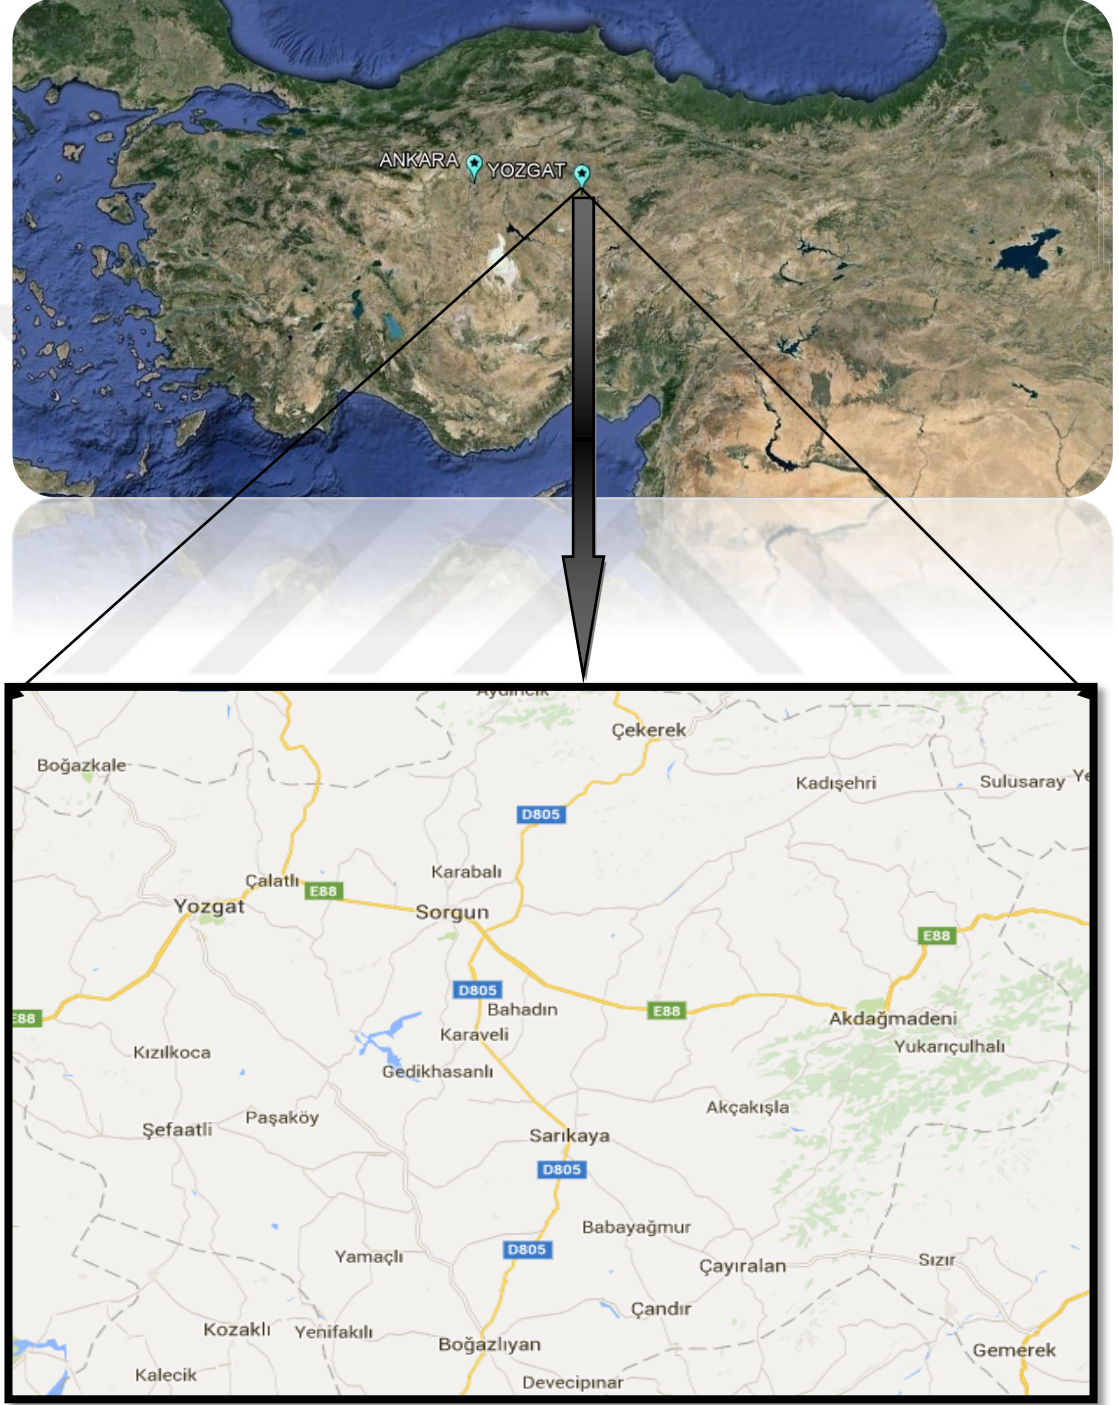 ANKARA
YOZGAT
Aydıncık
Çekerek
Boğazkale
Kadışehri
Sulusaray
Ye
D805
Karabalı
Çalatlı
E88
Yozgat
Sorgun
E88
D805
Bahadın
E88
E88
Akdağmadeni
Karaveli
Yukarıçulhalı
Kızılkoca
Gedikhasanlı
Akçakışla
Paşaköy
Şefaatli
Sarıkaya
D805
Babayağmur
D805
Yamaçlı
Çayıralan
Sızır
Çandır
Kozaklı
Yenifakılı
Boğazlıyan
Gemerek
Kalecik
Devecipınar